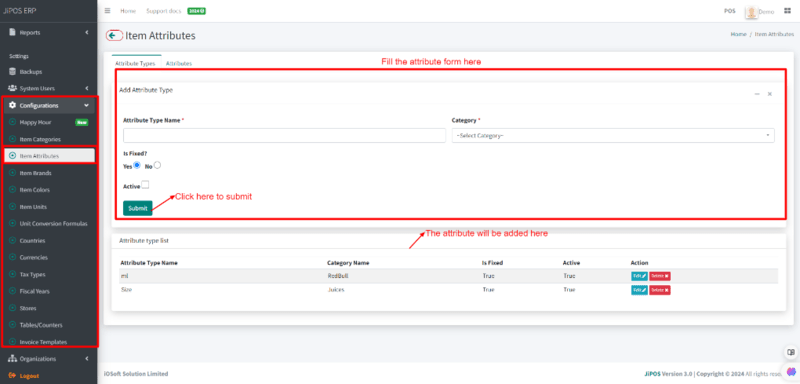 JiPOS ERP
Home Support docs 2024
POS Demo
Reports
Settings
Backups
System Users
Configurations
Happy Hour New
Item Categories
Item Attributes
Item Brands
Item Colors
Item Units
Unit Conversion Formulas
Countries
Currencies
Tax Types
Fiscal Years
Stores
Tables/Counters
Invoice Templates
Organizations
Logout
Item Attributes
Home / Item Attributes
Attribute Types Attributes
Fill the attribute form here
Add Attribute Type
Attribute Type Name * Category *
~Select Category~
Is Fixed?
Yes No
Active
Submit
Click here to submit
The attribute will be added here
Attribute type list
Attribute Type Name Category Name Is Fixed Active Action
ml RedBull True True Edit Delete
Size Juices True True Edit Delete
iOSoft Solution Limited
JiPOS Version 3.0 | Copyright © 2024 All rights rese